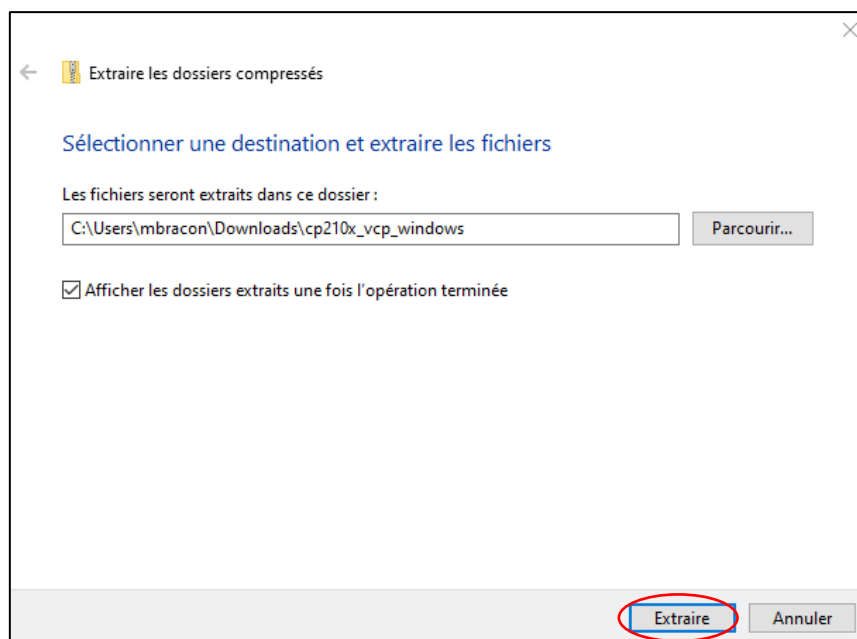 Extraire les dossiers compressés
Sélectionner une destination et extraire les fichiers
Les fichiers seront extraits dans ce dossier :
C:\Users\mbracon\Downloads\cp210x_vcp_windows
Parcourir...
Afficher les dossiers extraits une fois l’opération terminée
Extraire
Annuler